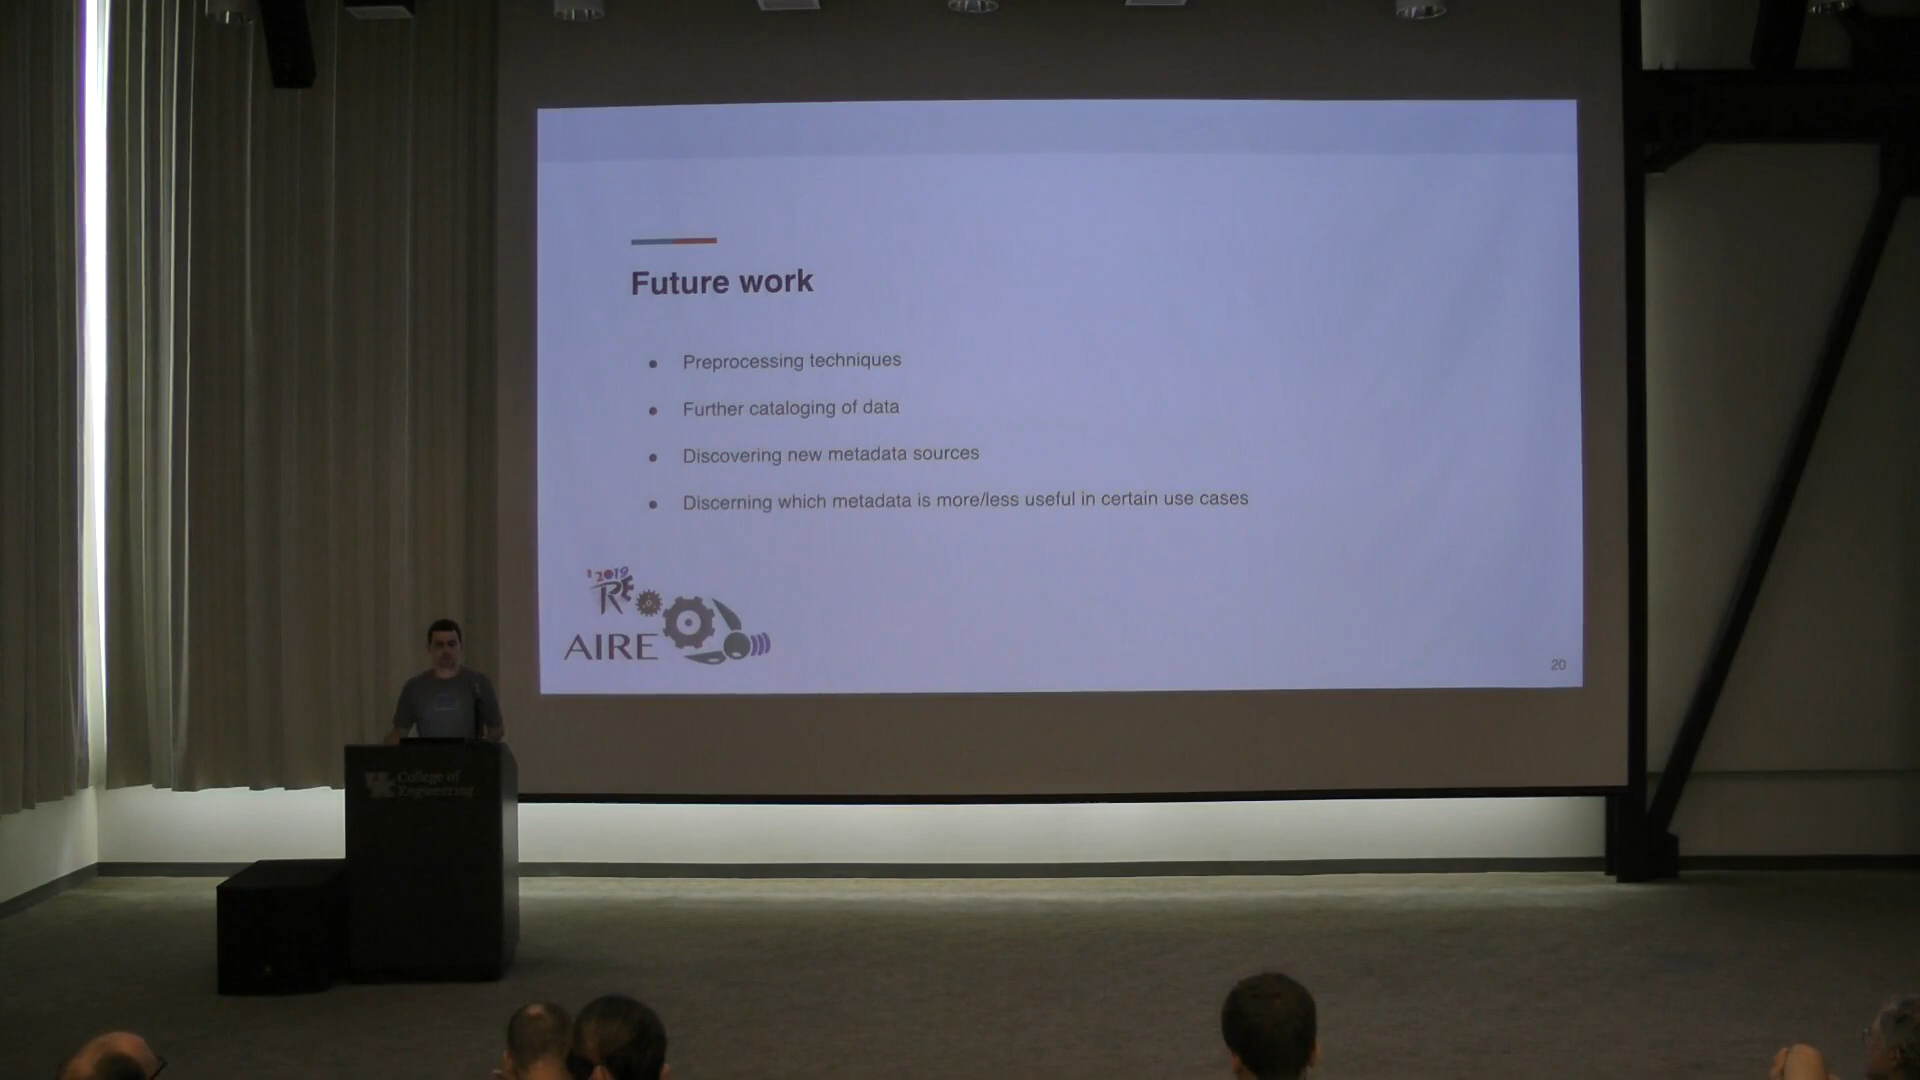 Future work
Preprocessing techniques
Further cataloging of data
Discovering new metadata sources
Discerning which metadata is more/less useful in certain use cases
2019
RE
AIRE
20
UK College of
Engineering